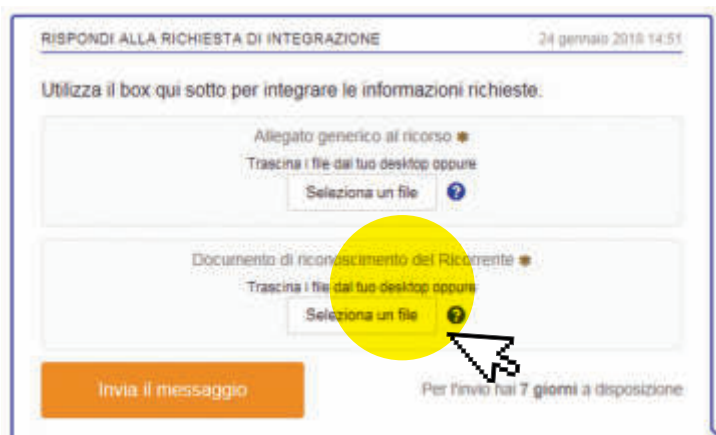 RISPONDI ALLA RICHIESTA DI INTEGRAZIONE 24 gennaio 2018 14:51
Utilizza il box qui sotto per integrare le informazioni richieste.
Allegato generico al ricorso *
Trascina i file dal tuo desktop oppure
Seleziona un file ?
Documento di riconoscimento del Ricorrente *
Trascina i file dal tuo desktop oppure
Seleziona un file ?
Invia il messaggio Per l'invio hai 7 giorni a disposizione